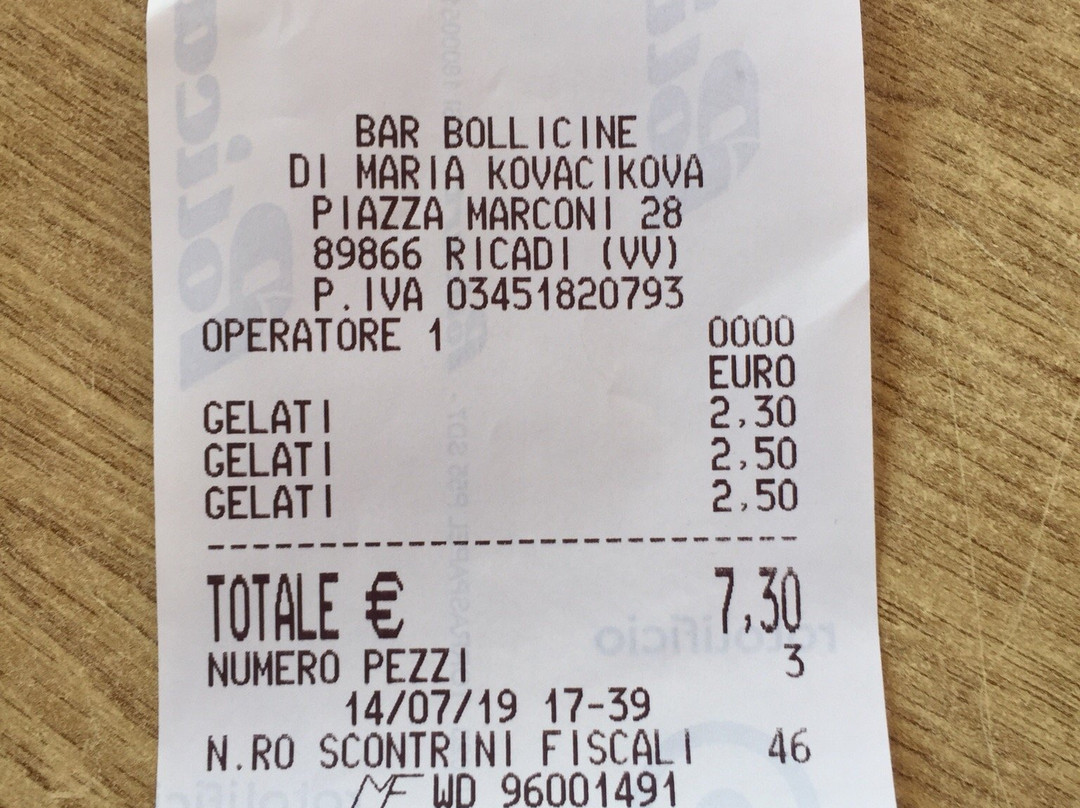 BAR BOLLICINE
DI MARIA KOVACIKOVA
PIAZZA MARCONI 28
89866 RICADI (VV)
P.IVA 03451820793
OPERATORE 1 0000
EURO
GELATI 2,30
GELATI 2,50
GELATI 2,50
--------------------------
TOTALE € 7,30
NUMERO PEZZI 3
14/07/19 17-39
N.RO SCONTRINI FISCALI 46
MF WD 96001491
rotolificio